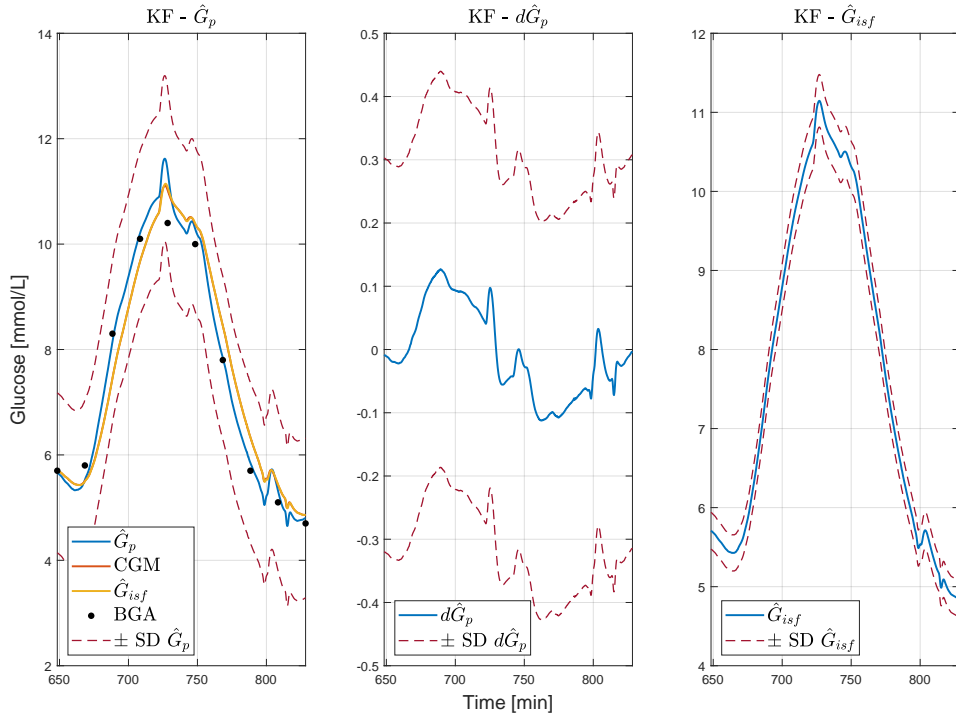 KF - Ĝ_p
14
12
10
8
6
4
2
Glucose [mmol/L]
650
700
750
800
Ĝ_p
CGM
Ĝ_isf
BGA
± SD Ĝ_p
KF - dĜ_p
0.5
0.4
0.3
0.2
0.1
0
-0.1
-0.2
-0.3
-0.4
-0.5
650
700
750
800
Time [min]
dĜ_p
± SD dĜ_p
KF - Ĝ_isf
12
11
10
9
8
7
6
5
4
650
700
750
800
Ĝ_isf
± SD Ĝ_isf